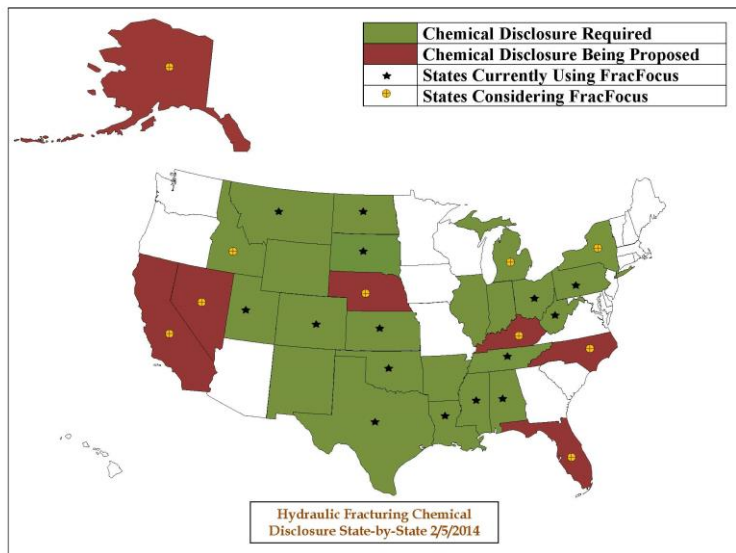 Chemical Disclosure Required
Chemical Disclosure Being Proposed
States Currently Using FracFocus
States Considering FracFocus
Hydraulic Fracturing Chemical
Disclosure State-by-State 2/5/2014